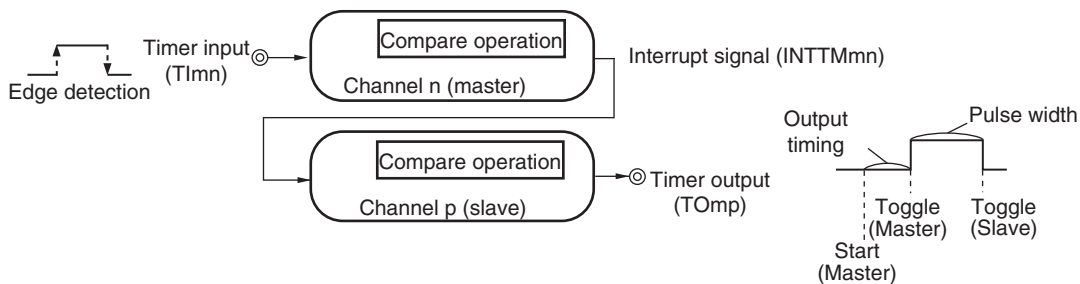 Edge detection
Timer input
(TImn)
Compare operation
Channel n (master)
Interrupt signal (INTTMmn)
Compare operation
Channel p (slave)
Timer output
(TOmp)
Output
timing
Pulse width
Toggle
(Master)
Toggle
(Slave)
Start
(Master)